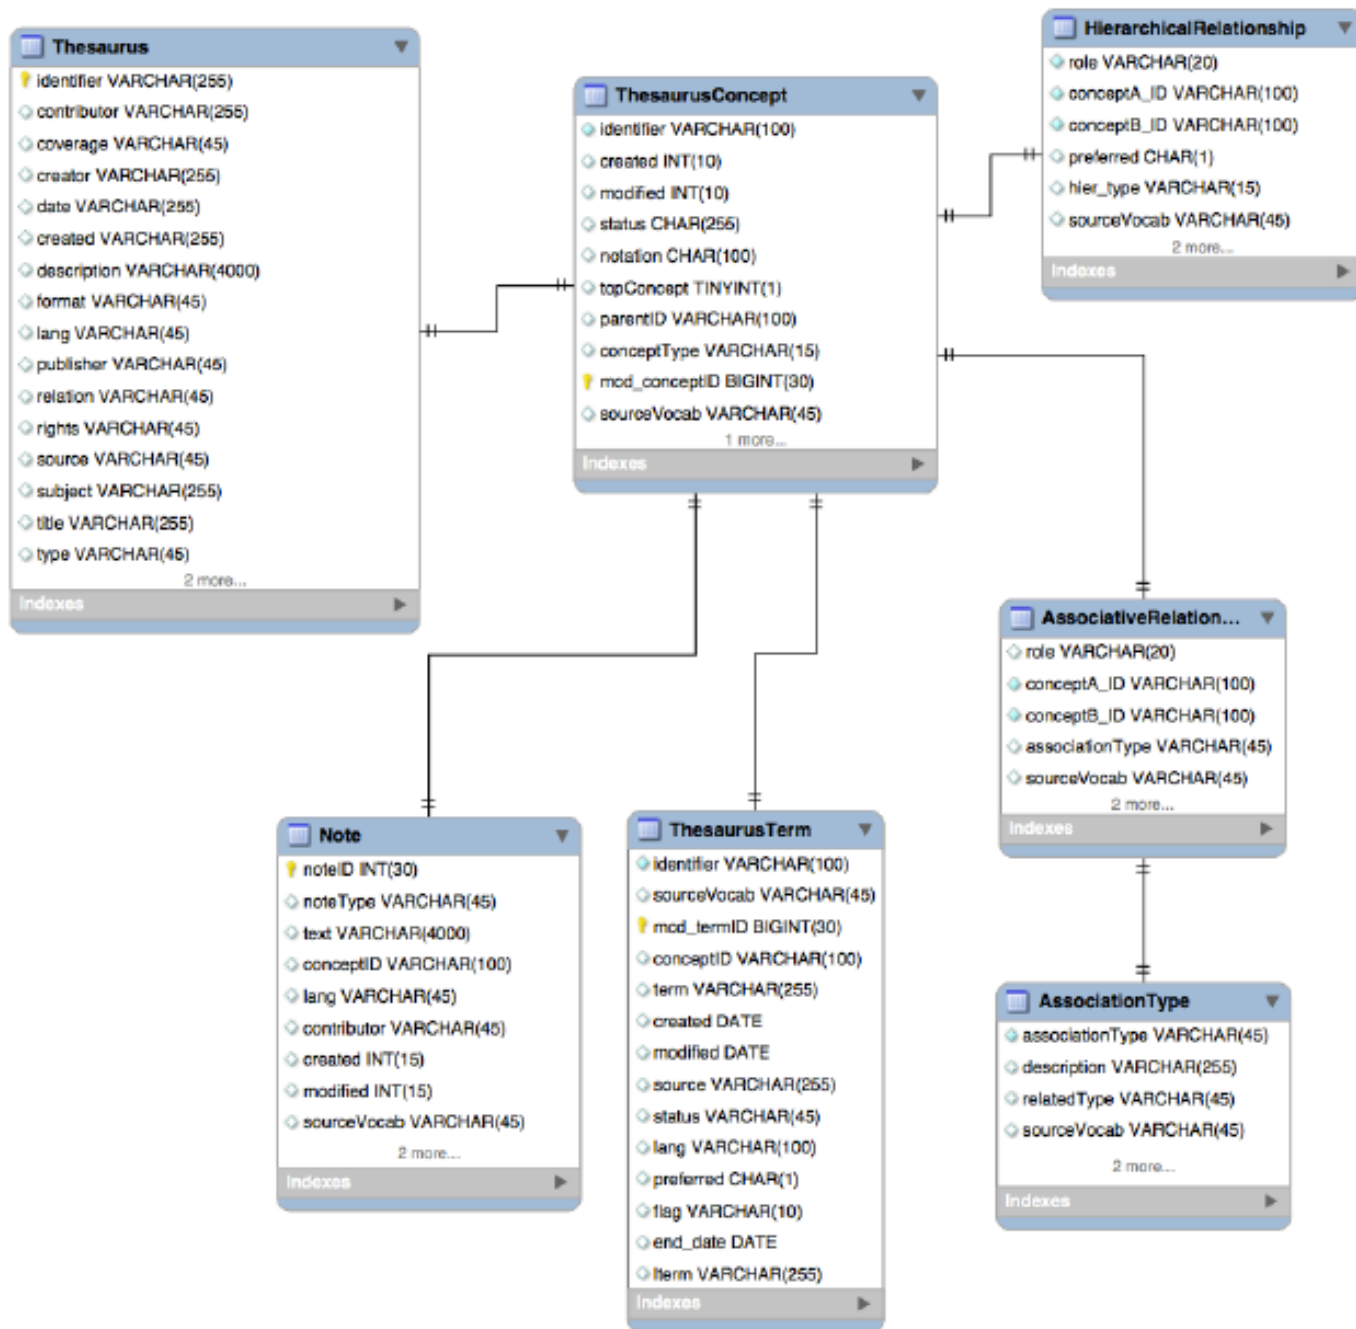 Thesaurus
identifier VARCHAR(255)
contributor VARCHAR(255)
coverage VARCHAR(45)
creator VARCHAR(255)
date VARCHAR(255)
created VARCHAR(255)
description VARCHAR(4000)
format VARCHAR(45)
lang VARCHAR(45)
publisher VARCHAR(45)
relation VARCHAR(45)
rights VARCHAR(45)
source VARCHAR(45)
subject VARCHAR(255)
title VARCHAR(255)
type VARCHAR(45)
2 more...
Indexes
ThesaurusConcept
identifier VARCHAR(100)
created INT(10)
modified INT(10)
status CHAR(255)
notation CHAR(100)
topConcept TINYINT(1)
parentID VARCHAR(100)
conceptType VARCHAR(15)
mcd_conceptID BIGINT(30)
sourceVocab VARCHAR(45)
1 more...
Indexes
HierarchicalRelationship
role VARCHAR(20)
conceptA_ID VARCHAR(100)
conceptB_ID VARCHAR(100)
preferred CHAR(1)
hier_type VARCHAR(15)
sourceVocab VARCHAR(45)
2 more...
Indexes
AssociativeRelation...
role VARCHAR(20)
conceptA_ID VARCHAR(100)
conceptB_ID VARCHAR(100)
associationType VARCHAR(45)
sourceVocab VARCHAR(45)
2 more...
Indexes
Note
noteID INT(30)
noteType VARCHAR(45)
text VARCHAR(4000)
conceptID VARCHAR(100)
lang VARCHAR(45)
contributor VARCHAR(45)
created INT(15)
modified INT(15)
sourceVocab VARCHAR(45)
2 more...
Indexes
ThesaurusTerm
identifier VARCHAR(100)
sourceVocab VARCHAR(45)
mcd_termID BIGINT(30)
conceptID VARCHAR(100)
term VARCHAR(255)
created DATE
modified DATE
source VARCHAR(255)
status VARCHAR(45)
lang VARCHAR(100)
preferred CHAR(1)
flag VARCHAR(10)
end_date DATE
lterm VARCHAR(255)
Indexes
AssociationType
associationType VARCHAR(45)
description VARCHAR(255)
relatedType VARCHAR(45)
sourceVocab VARCHAR(45)
2 more...
Indexes